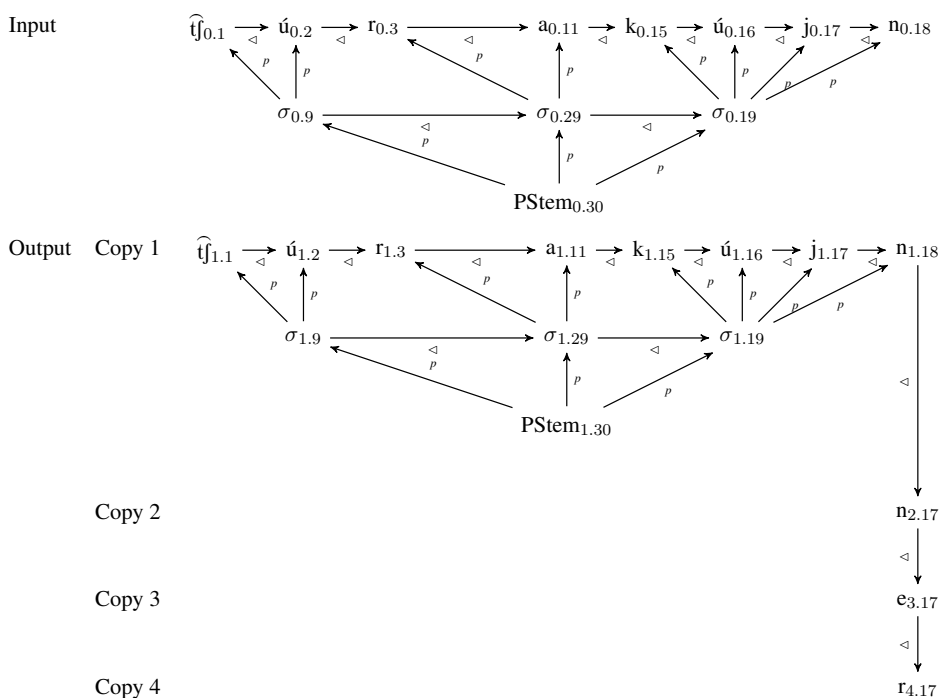 Input t͡ʃ0.1 ú0.2 r0.3 a0.11 k0.15 ú0.16 j0.17 n0.18
◁ ◁ ◁ ◁ ◁ ◁ ◁
p p p p p p p p
σ0.9 σ0.29 σ0.19
◁ ◁
p p p
PStem0.30
Output Copy 1 t͡ʃ1.1 ú1.2 r1.3 a1.11 k1.15 ú1.16 j1.17 n1.18
◁ ◁ ◁ ◁ ◁ ◁ ◁
p p p p p p p p
σ1.9 σ1.29 σ1.19
◁ ◁
p p p
◁
PStem1.30
Copy 2 n2.17
◁
Copy 3 e3.17
◁
Copy 4 r4.17